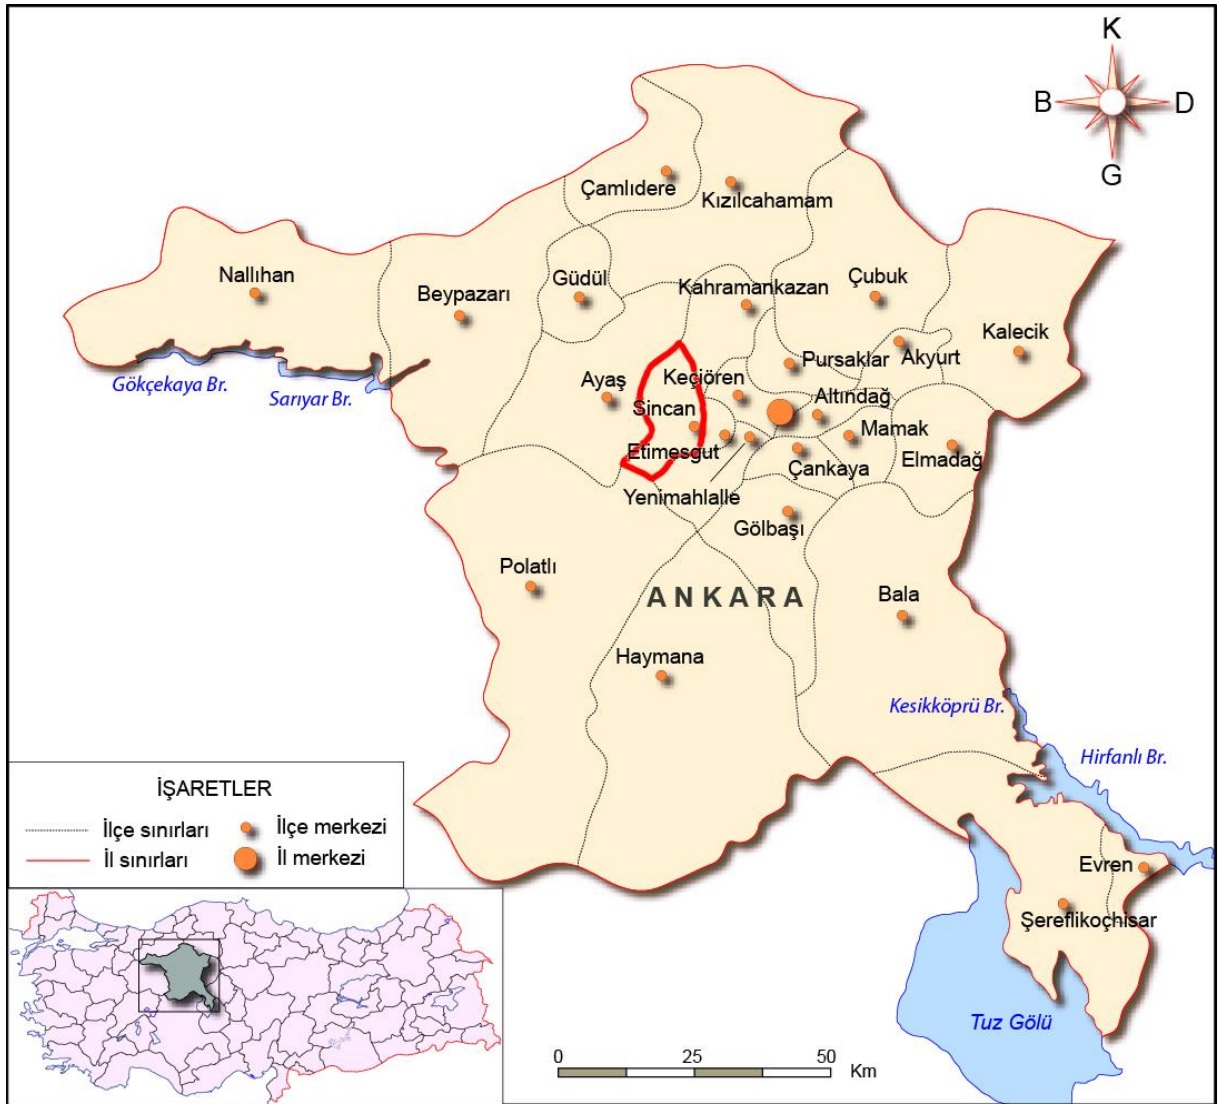 K
B
D
G
Çamlıdere
Kızılcahamam
Nallıhan
Beypazarı
Güdül
Kahramankazan
Çubuk
Kalecik
Gökçekaya Br.
Sarıyar Br.
Ayaş
Keçiören
Pursaklar
Akyurt
Sincan
Altındağ
Etimesgut
Mamak
Çankaya
Elmadağ
Yenimahlalle
Gölbaşı
Polatlı
ANKARA
Bala
Haymana
Kesikköprü Br.
Hirfanlı Br.
İŞARETLER
İlçe sınırları
İlçe merkezi
İl sınırları
İl merkezi
Evren
Şereflikoçhisar
Tuz Gölü
0 25 50
Km